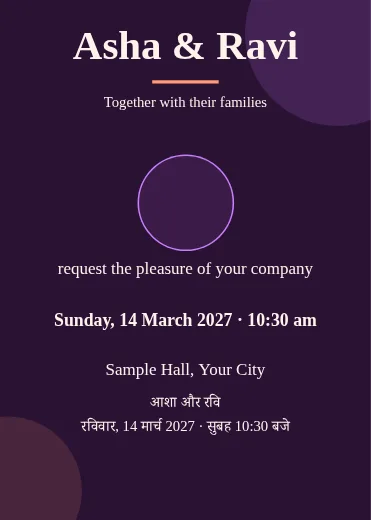 Asha & Ravi
Together with their families
request the pleasure of your company
Sunday, 14 March 2027 · 10:30 am
Sample Hall, Your City
आशा और रवि
रविवार, 14 मार्च 2027 · सुबह 10:30 बजे